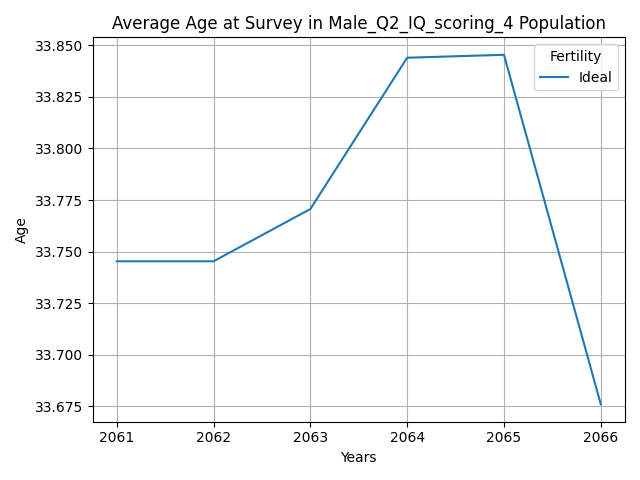 Average Age at Survey in Male_Q2_IQ_scoring_4 Population
Fertility
Ideal
33.850
33.825
33.800
33.775
33.750
33.725
33.700
33.675
Age
2061 2062 2063 2064 2065 2066
Years